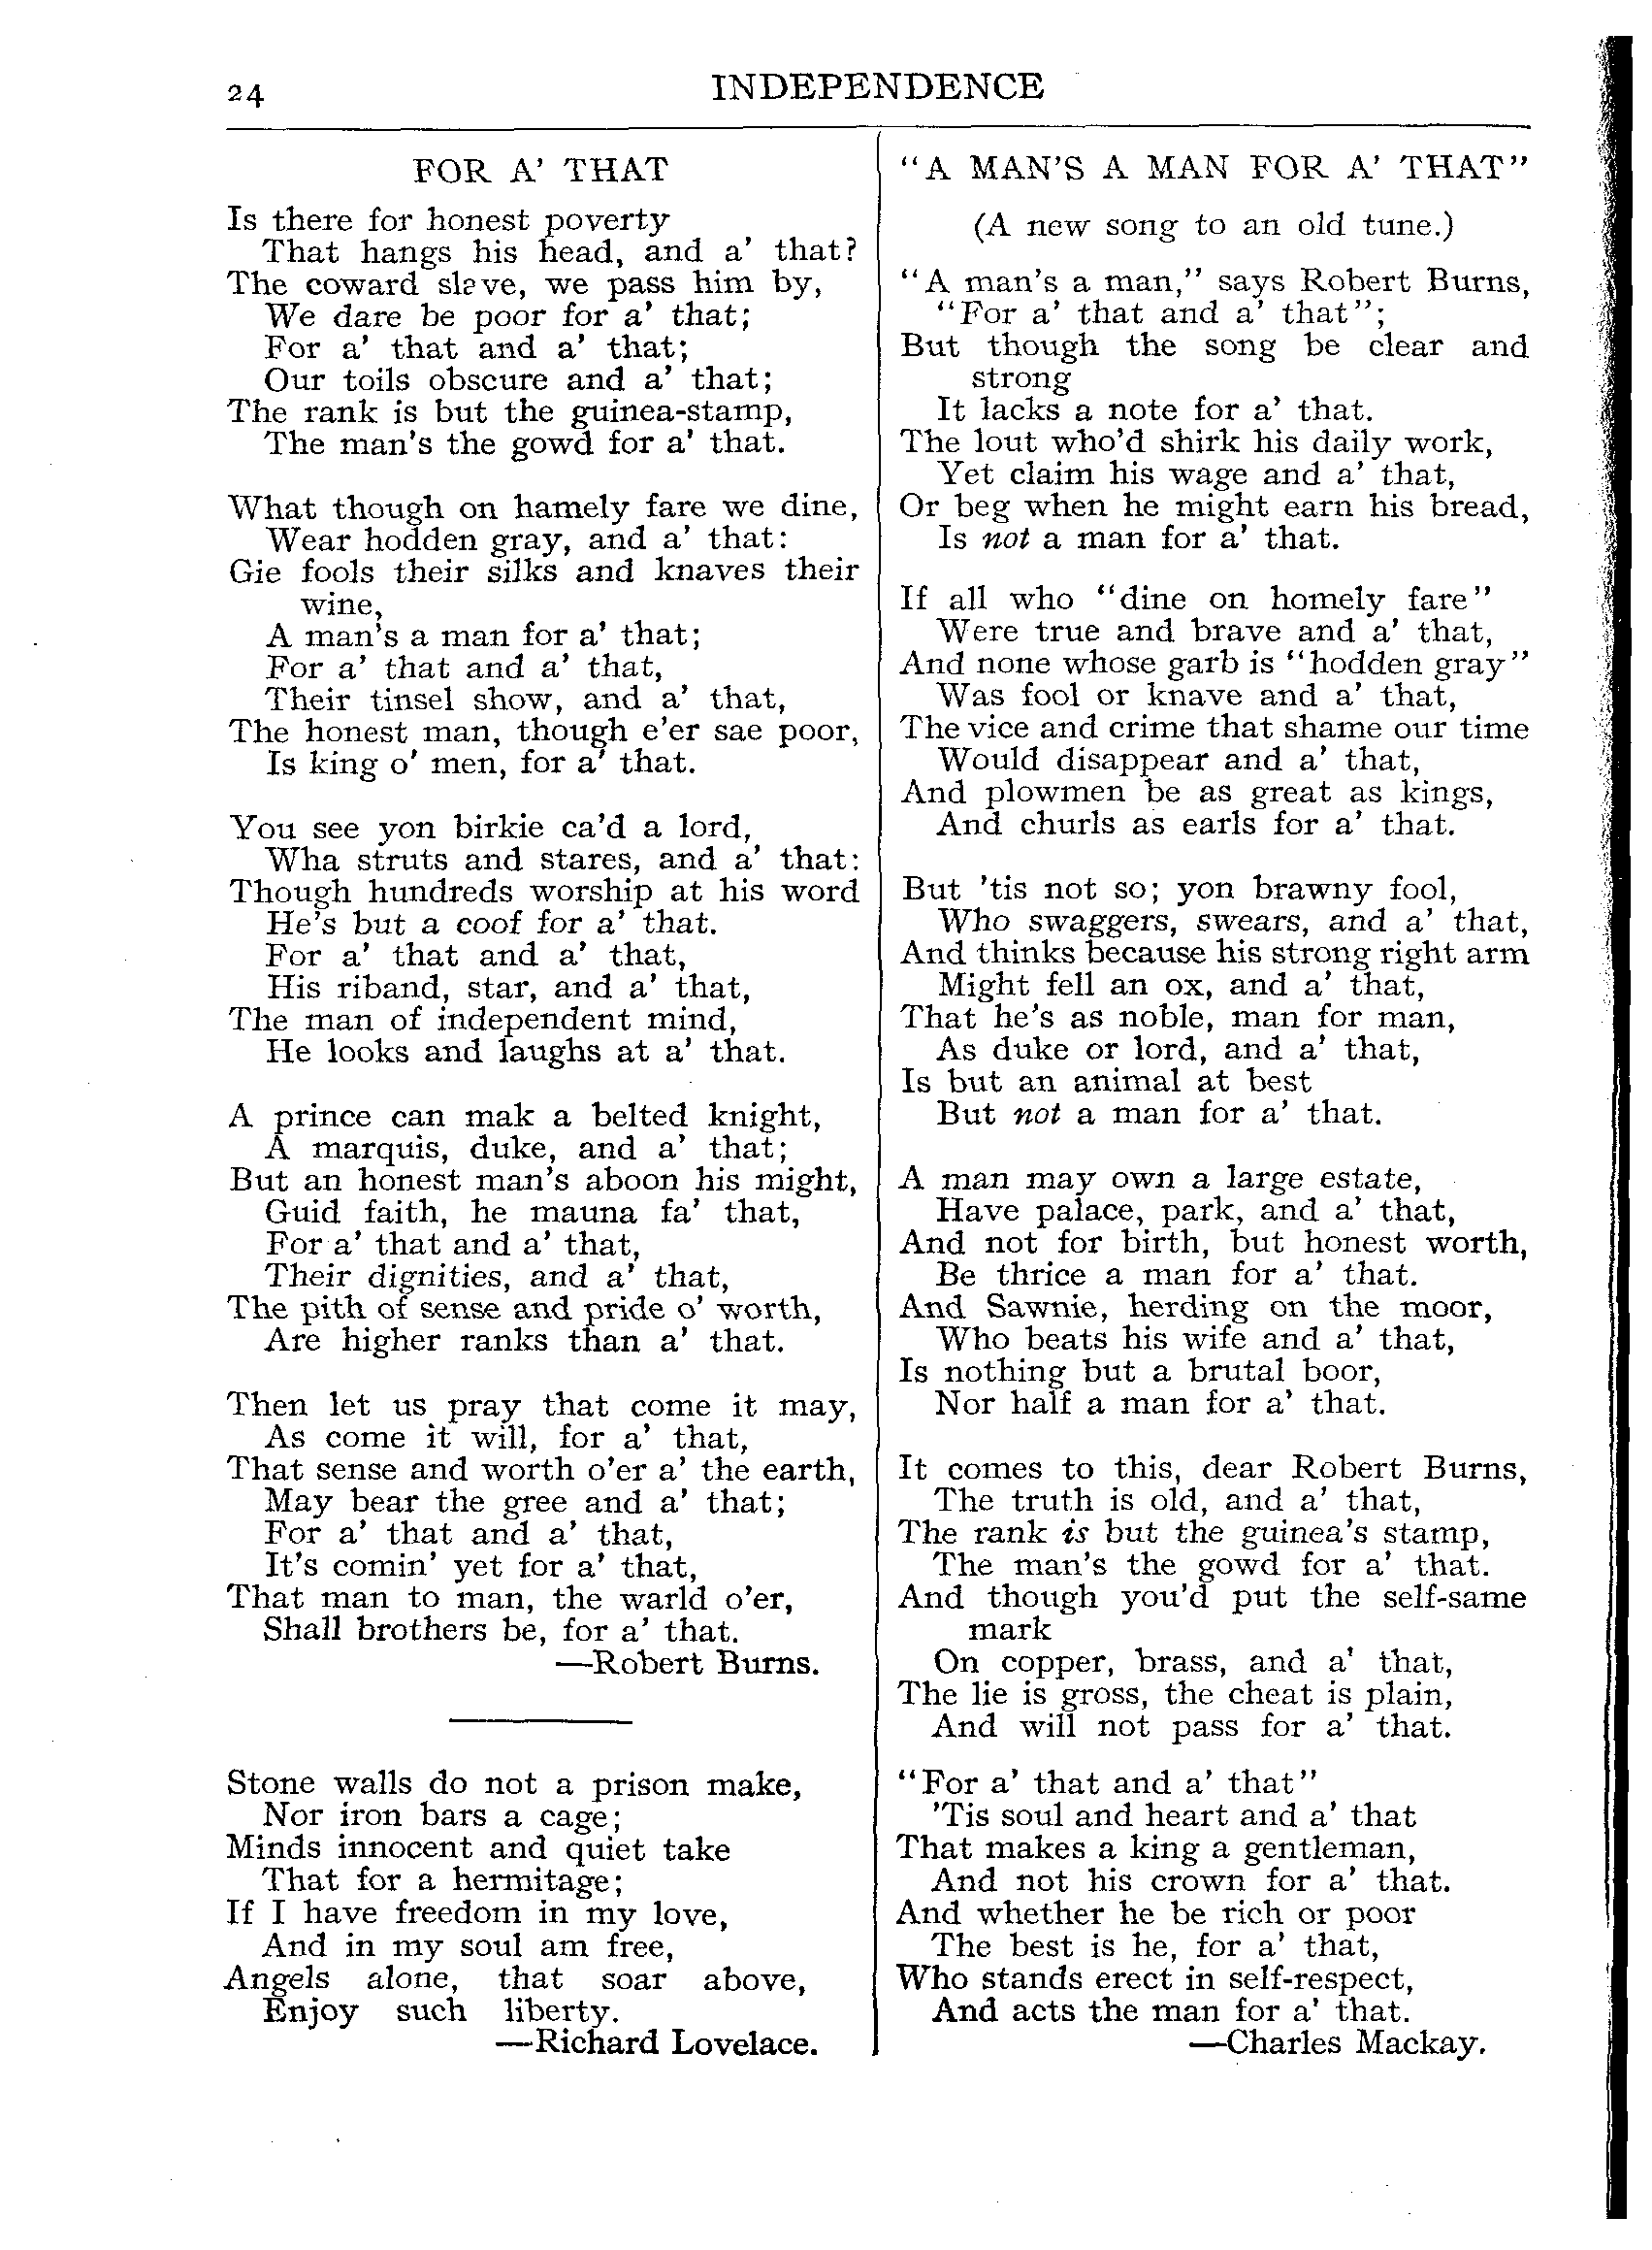 24
INDEPENDENCE
FOR A' THAT
Is there for honest poverty
That hangs his head, and a' that?
The coward slave, we pass him by,
We dare be poor for a' that;
For a' that and a' that;
Our toils obscure and a' that;
The rank is but the guinea-stamp,
The man's the gowd for a' that.
What though on hamely fare we dine,
Wear hodden gray, and a' that:
Gie fools their silks and knaves their
wine,
A man's a man for a' that;
For a' that and a' that,
Their tinsel show, and a' that,
The honest man, though e'er sae poor,
Is king o' men, for a' that.
You see yon birkie ca'd a lord,
Wha struts and stares, and a' that:
Though hundreds worship at his word
He's but a coof for a' that.
For a' that and a' that,
His riband, star, and a' that,
The man of independent mind,
He looks and laughs at a' that.
A prince can mak a belted knight,
A marquis, duke, and a' that;
But an honest man's aboon his might,
Guid faith, he mauna fa' that,
For a' that and a' that,
Their dignities, and a' that,
The pith of sense and pride o' worth,
Are higher ranks than a' that.
Then let us pray that come it may,
As come it will, for a' that,
That sense and worth o'er a' the earth,
May bear the gree and a' that;
For a' that and a' that,
It's comin' yet for a' that,
That man to man, the warld o'er,
Shall brothers be, for a' that.
—Robert Burns.
Stone walls do not a prison make,
Nor iron bars a cage;
Minds innocent and quiet take
That for a hermitage;
If I have freedom in my love,
And in my soul am free,
Angels alone, that soar above,
Enjoy such liberty.
—Richard Lovelace.
"A MAN'S A MAN FOR A' THAT"
(A new song to an old tune.)
"A man's a man," says Robert Burns,
"For a' that and a' that";
But though the song be clear and
strong
It lacks a note for a' that.
The lout who'd shirk his daily work,
Yet claim his wage and a' that,
Or beg when he might earn his bread,
Is not a man for a' that.
If all who "dine on homely fare"
Were true and brave and a' that,
And none whose garb is "hodden gray"
Was fool or knave and a' that,
The vice and crime that shame our time
Would disappear and a' that,
And plowmen be as great as kings,
And churls as earls for a' that.
But 'tis not so; yon brawny fool,
Who swaggers, swears, and a' that,
And thinks because his strong right arm
Might fell an ox, and a' that,
That he's as noble, man for man,
As duke or lord, and a' that,
Is but an animal at best
But not a man for a' that.
A man may own a large estate,
Have palace, park, and a' that,
And not for birth, but honest worth,
Be thrice a man for a' that.
And Sawnie, herding on the moor,
Who beats his wife and a' that,
Is nothing but a brutal boor,
Nor half a man for a' that.
It comes to this, dear Robert Burns,
The truth is old, and a' that,
The rank is but the guinea's stamp,
The man's the gowd for a' that.
And though you'd put the self-same
mark
On copper, brass, and a' that,
The lie is gross, the cheat is plain,
And will not pass for a' that.
"For a' that and a' that"
'Tis soul and heart and a' that
That makes a king a gentleman,
And not his crown for a' that.
And whether he be rich or poor
The best is he, for a' that,
Who stands erect in self-respect,
And acts the man for a' that.
—Charles Mackay.